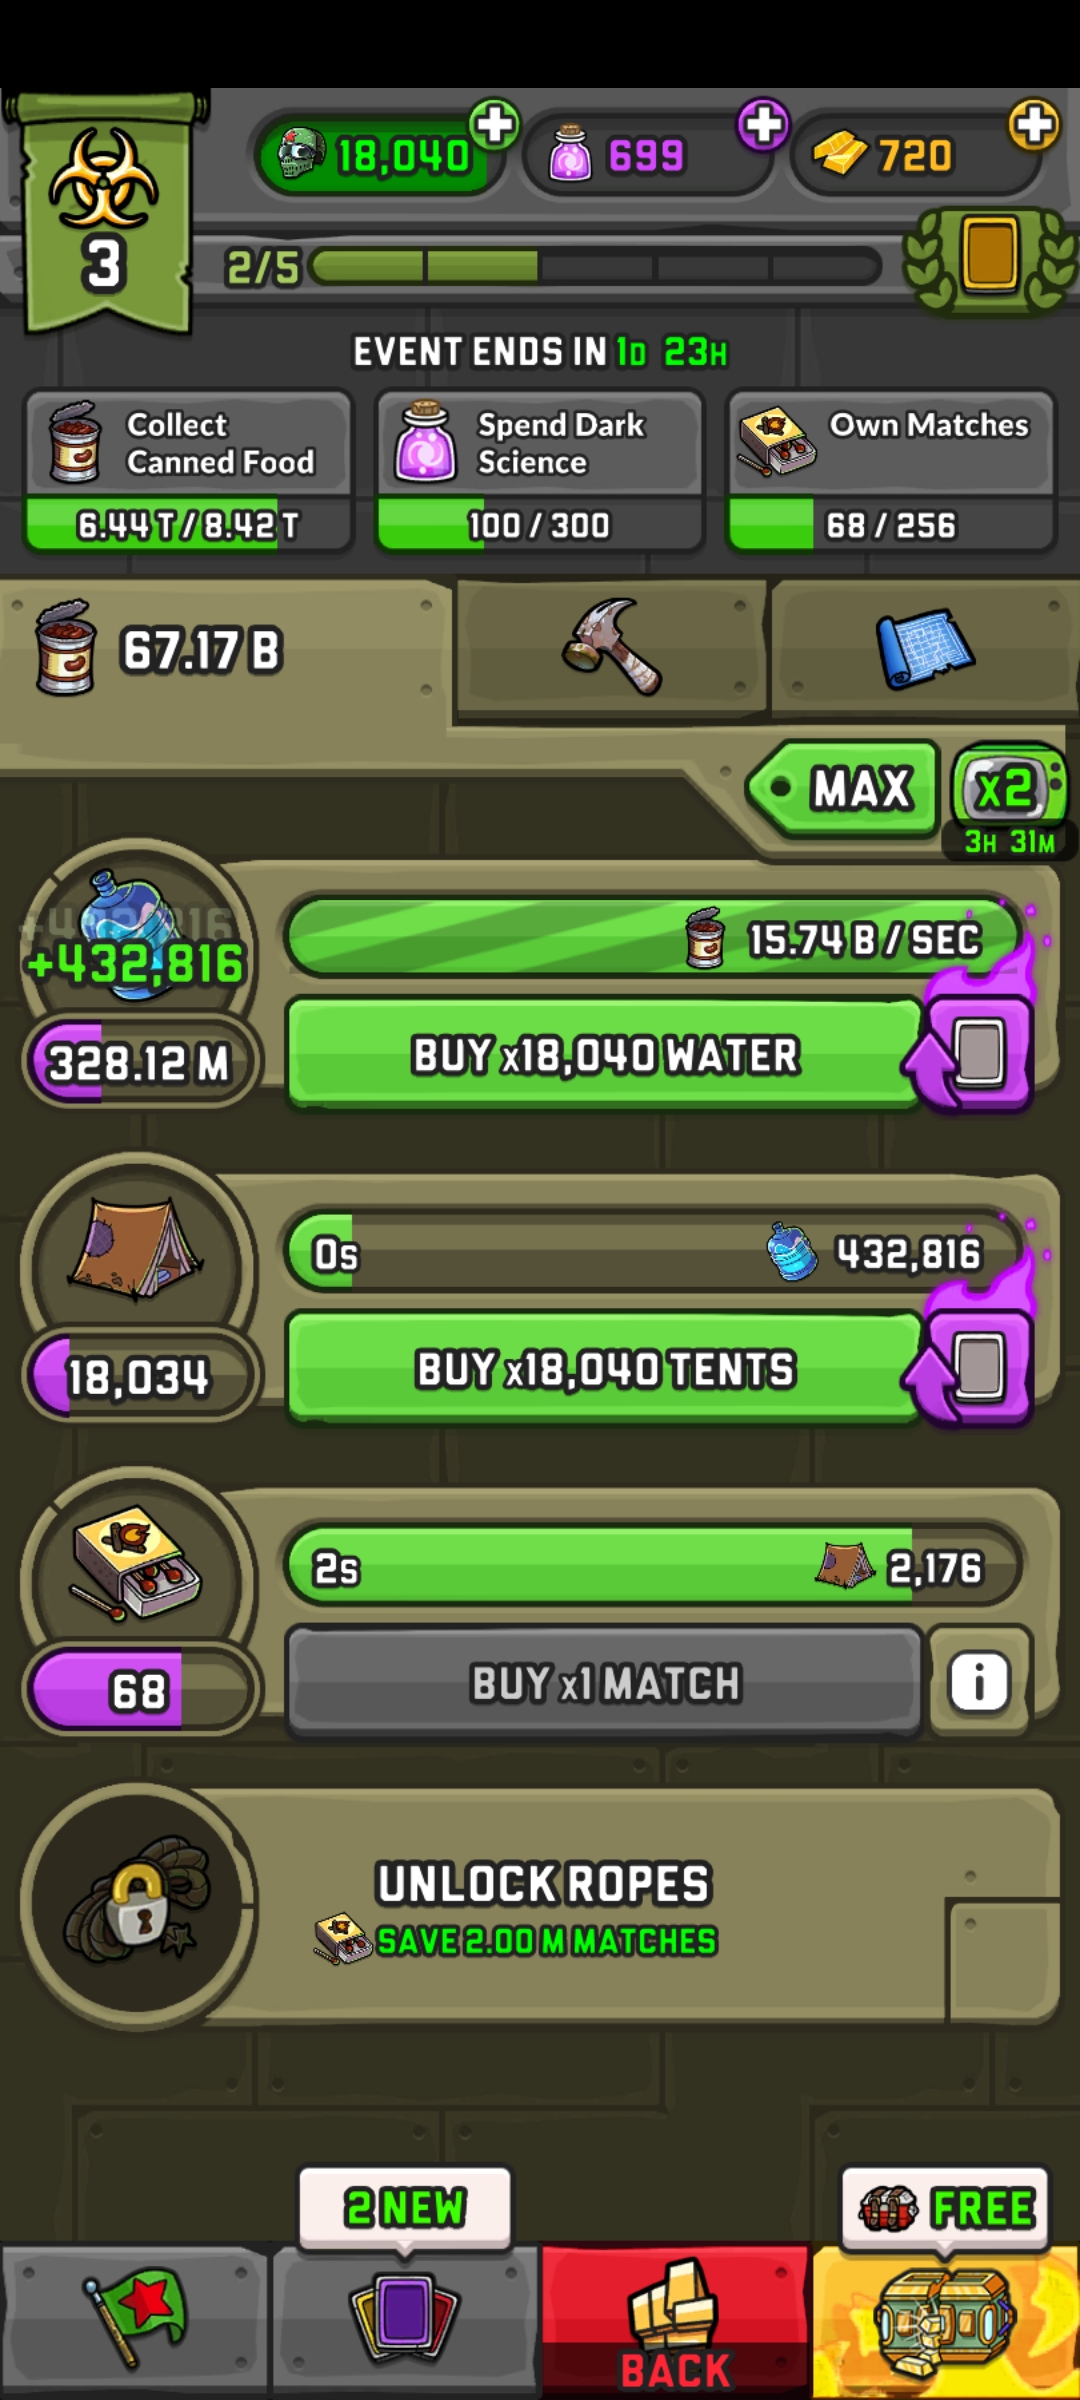 18,040
699
720
3
2/5
EVENT ENDS IN 1D 23H
Collect
Canned Food
6.44 T / 8.42 T
Spend Dark
Science
100 / 300
Own Matches
68 / 256
67.17 B
MAX
x2
3H 31M
+432,816
+432,816
15.74 B / SEC
328.12 M
BUY x18,040 WATER
0s
432,816
18,034
BUY x18,040 TENTS
2s
2,176
68
BUY x1 MATCH
i
UNLOCK ROPES
SAVE 2.00 M MATCHES
2 NEW
FREE
BACK